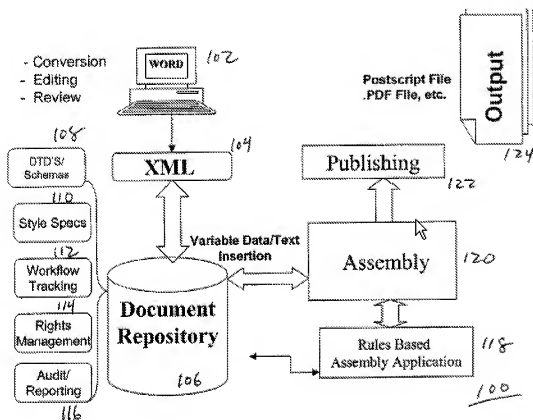 - Conversion
- Editing
- Review
WORD
102
Postscript File
.PDF File, etc.
Output
124
108
DTD'S/
Schemas
104
XML
Publishing
122
110
Style Specs
112
Workflow
Tracking
114
Rights
Management
Audit/
Reporting
116
Variable Data/Text
Insertion
Document
Repository
106
Assembly
120
Rules Based
Assembly Application
118
100